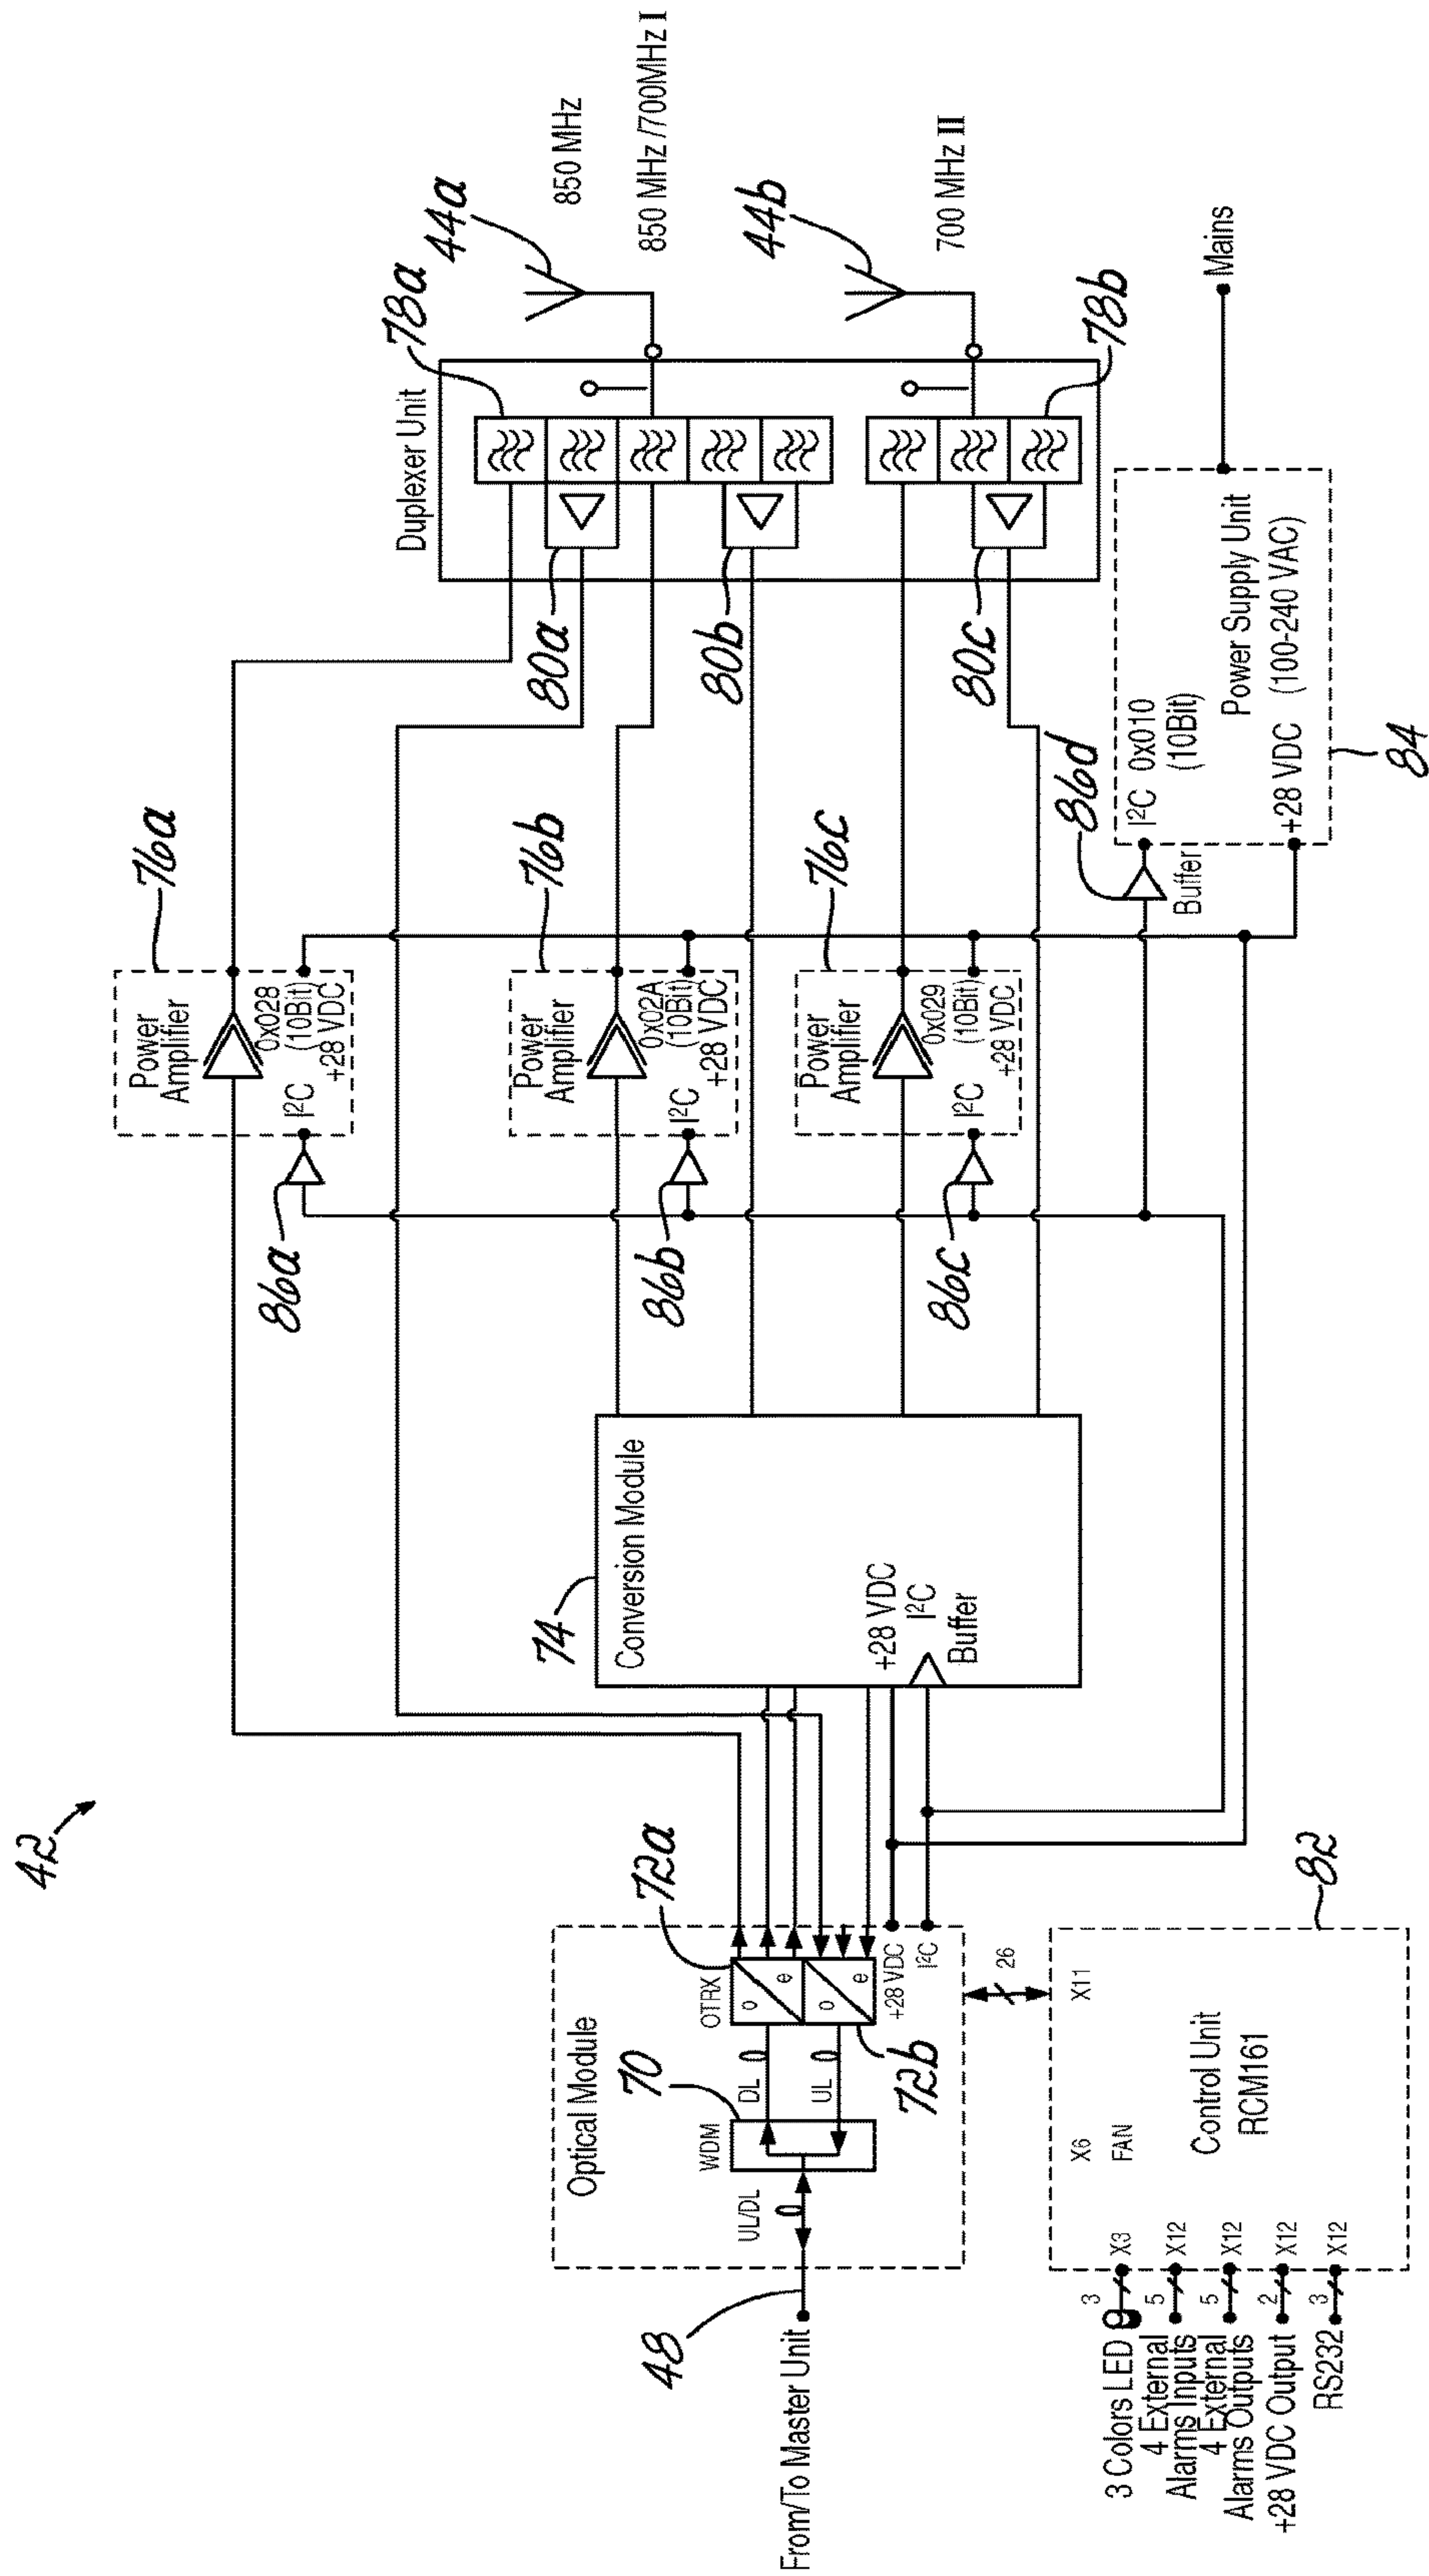 42
From/To Master Unit
48
Optical Module
UL/DL
WDM
70
DL
UL
OTRX
o
e
o
e
72a
72b
+28 VDC
I²C
26
74
Conversion Module
+28 VDC
I²C
Buffer
86a
I²C
Power
Amplifier
0x028
(10Bit)
+28 VDC
76a
86b
I²C
Power
Amplifier
0x02A
(10Bit)
+28 VDC
76b
86c
I²C
Power
Amplifier
0x029
(10Bit)
+28 VDC
76c
86d
Buffer
I²C 0x010
(10Bit)
Power Supply Unit
+28 VDC (100-240 VAC)
84
Mains
80a
80b
80c
Duplexer Unit
78a
78b
44a
44b
850 MHz
850 MHz /700MHz I
700 MHz II
3 Colors LED
3
X3
4 External
Alarms Inputs
5
X12
4 External
Alarms Outputs
5
X12
+28 VDC Output
2
X12
RS232
3
X12
X6
FAN
X11
Control Unit
RCM161
82